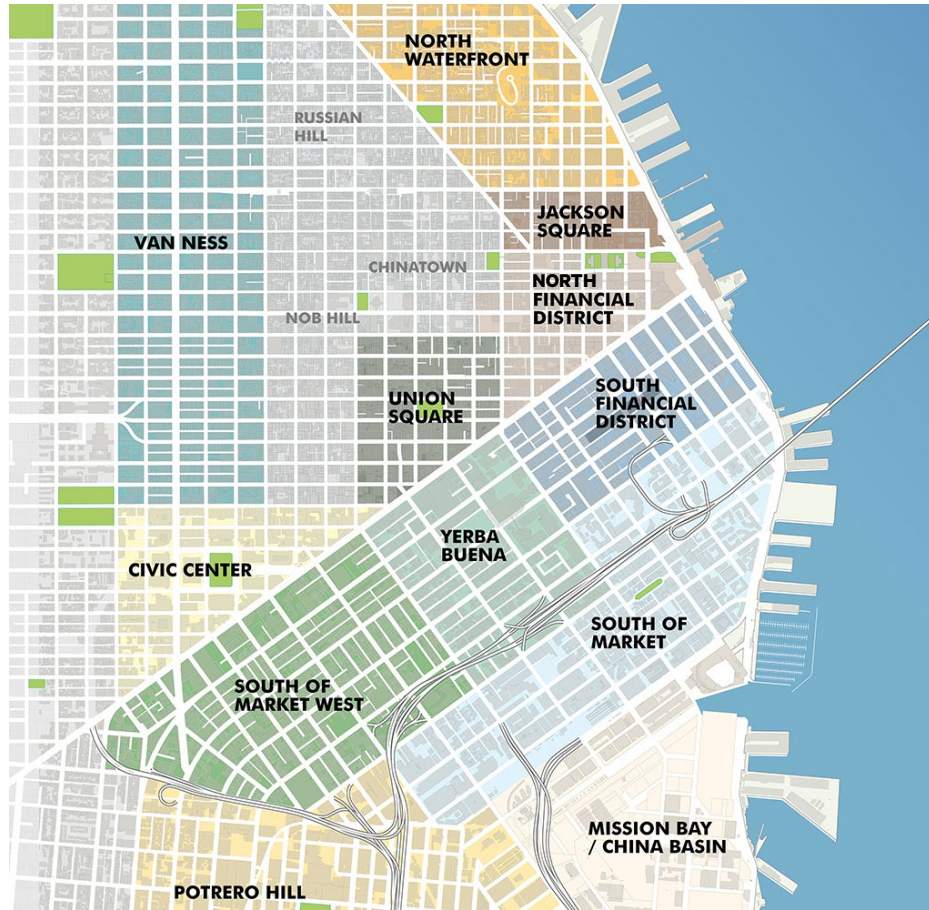 NORTH
WATERFRONT
RUSSIAN
HILL
JACKSON
SQUARE
VAN NESS
CHINATOWN
NORTH
FINANCIAL
DISTRICT
NOB HILL
UNION
SQUARE
SOUTH
FINANCIAL
DISTRICT
YERBA
BUENA
CIVIC CENTER
SOUTH OF
MARKET
SOUTH OF
MARKET WEST
MISSION BAY
/ CHINA BASIN
POTRERO HILL